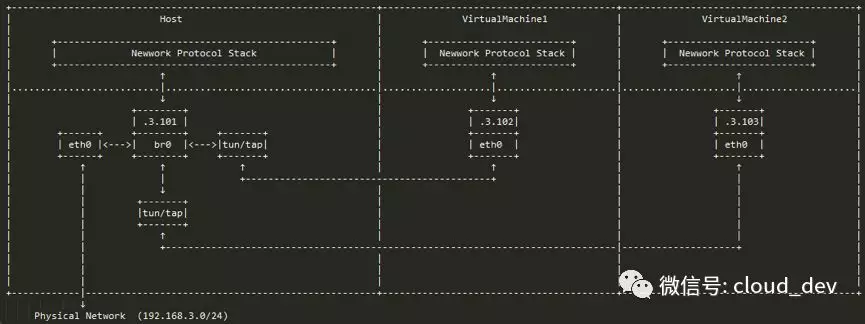 Host VirtualMachine1 VirtualMachine2
Newwork Protocol Stack Newwork Protocol Stack Newwork Protocol Stack
.3.101 .3.102 .3.103
eth0 <---> br0 <---> tun/tap eth0 eth0
tun/tap
微信号: cloud_dev
Physical Network (192.168.3.0/24)